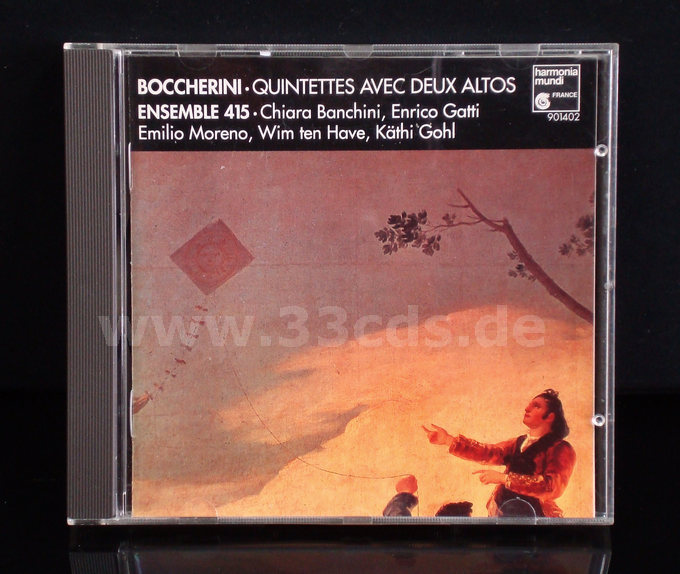 BOCCHERINI · QUINTETTES AVEC DEUX ALTOS
ENSEMBLE 415 · Chiara Banchini, Enrico Gatti
Emilio Moreno, Wim ten Have, Käthi Gohl
harmonia
mundi
FRANCE
901402
www.33cds.de